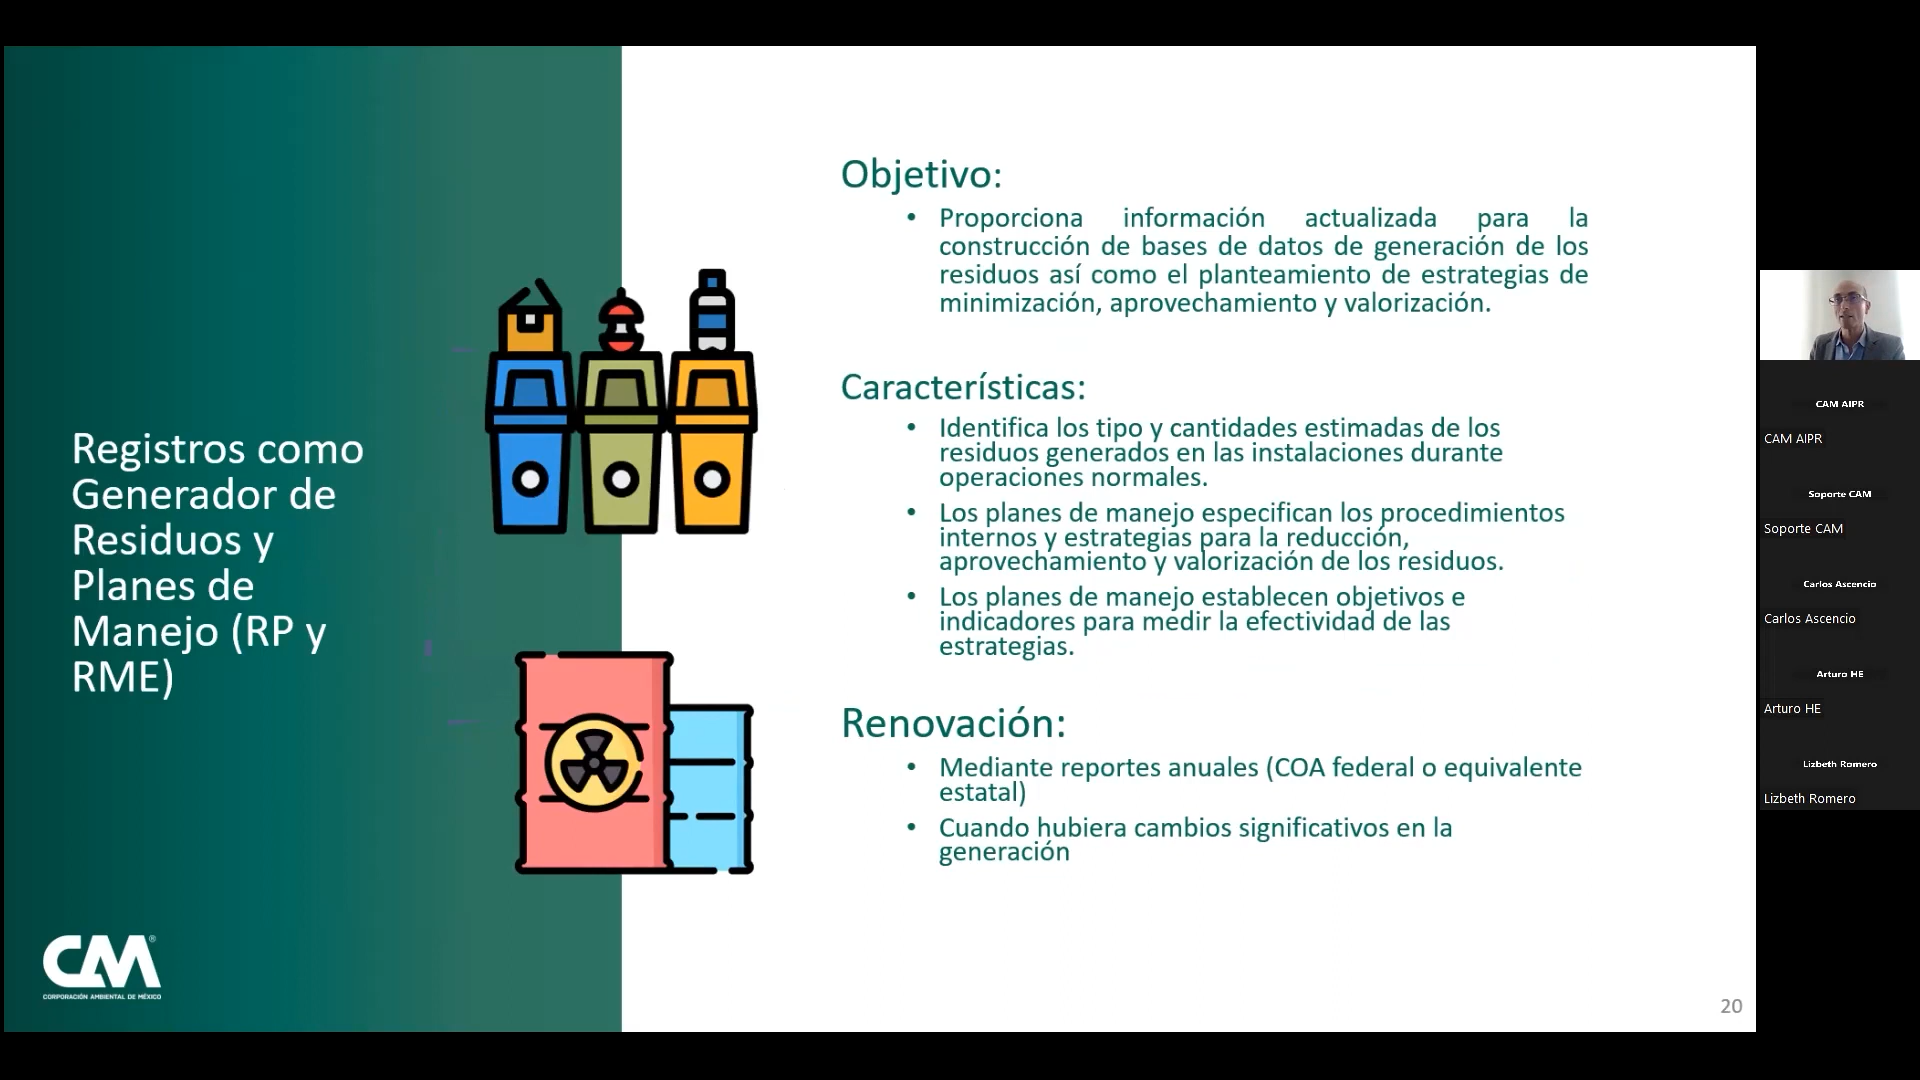 Registros como
Generador de
Residuos y
Planes de
Manejo (RP y
RME)
CM®
CORPORACIÓN AMBIENTAL DE MÉXICO
Objetivo:
• Proporciona información actualizada para la
construcción de bases de datos de generación de los
residuos así como el planteamiento de estrategias de
minimización, aprovechamiento y valorización.
Características:
• Identifica los tipo y cantidades estimadas de los
residuos generados en las instalaciones durante
operaciones normales.
• Los planes de manejo especifican los procedimientos
internos y estrategias para la reducción,
aprovechamiento y valorización de los residuos.
• Los planes de manejo establecen objetivos e
indicadores para medir la efectividad de las
estrategias.
Renovación:
• Mediante reportes anuales (COA federal o equivalente
estatal)
• Cuando hubiera cambios significativos en la
generación
20
CAM AIPR
CAM AIPR
Soporte CAM
Soporte CAM
Carlos Ascencio
Carlos Ascencio
Arturo HE
Arturo HE
Lizbeth Romero
Lizbeth Romero